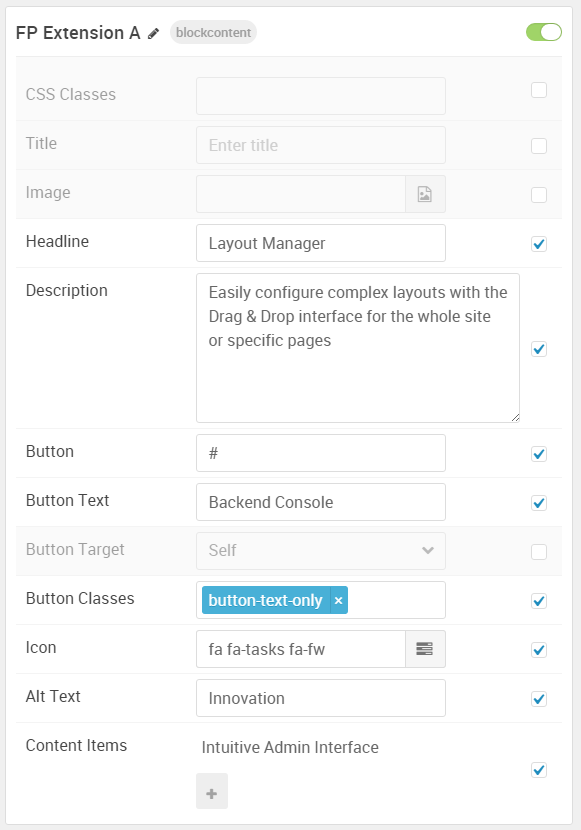 FP Extension A blockcontent
CSS Classes
Title Enter title
Image
Headline Layout Manager
Description Easily configure complex layouts with the
Drag & Drop interface for the whole site
or specific pages
Button #
Button Text Backend Console
Button Target Self
Button Classes button-text-only ×
Icon fa fa-tasks fa-fw
Alt Text Innovation
Content Items Intuitive Admin Interface
+